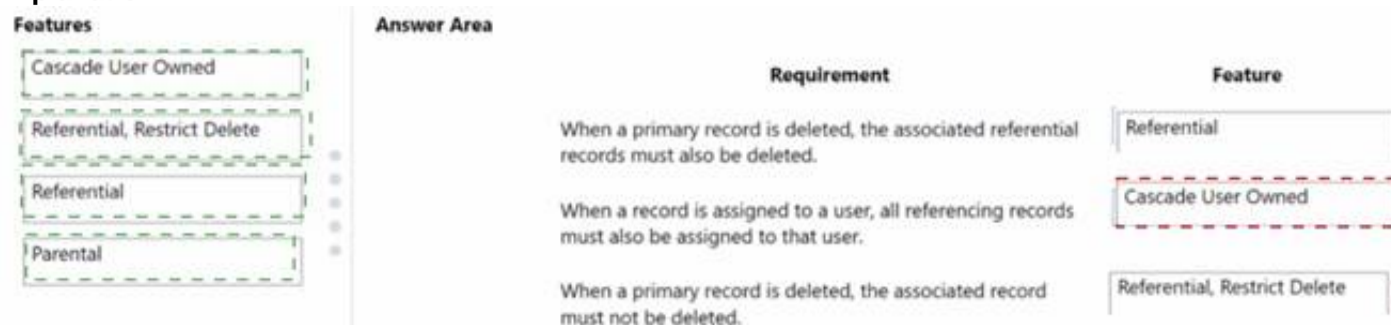 Features
Cascade User Owned
Referential, Restrict Delete
Referential
Parental
Answer Area
Requirement
Feature
When a primary record is deleted, the associated referential
records must also be deleted.
Referential
When a record is assigned to a user, all referencing records
must also be assigned to that user.
Cascade User Owned
When a primary record is deleted, the associated record
must not be deleted.
Referential, Restrict Delete